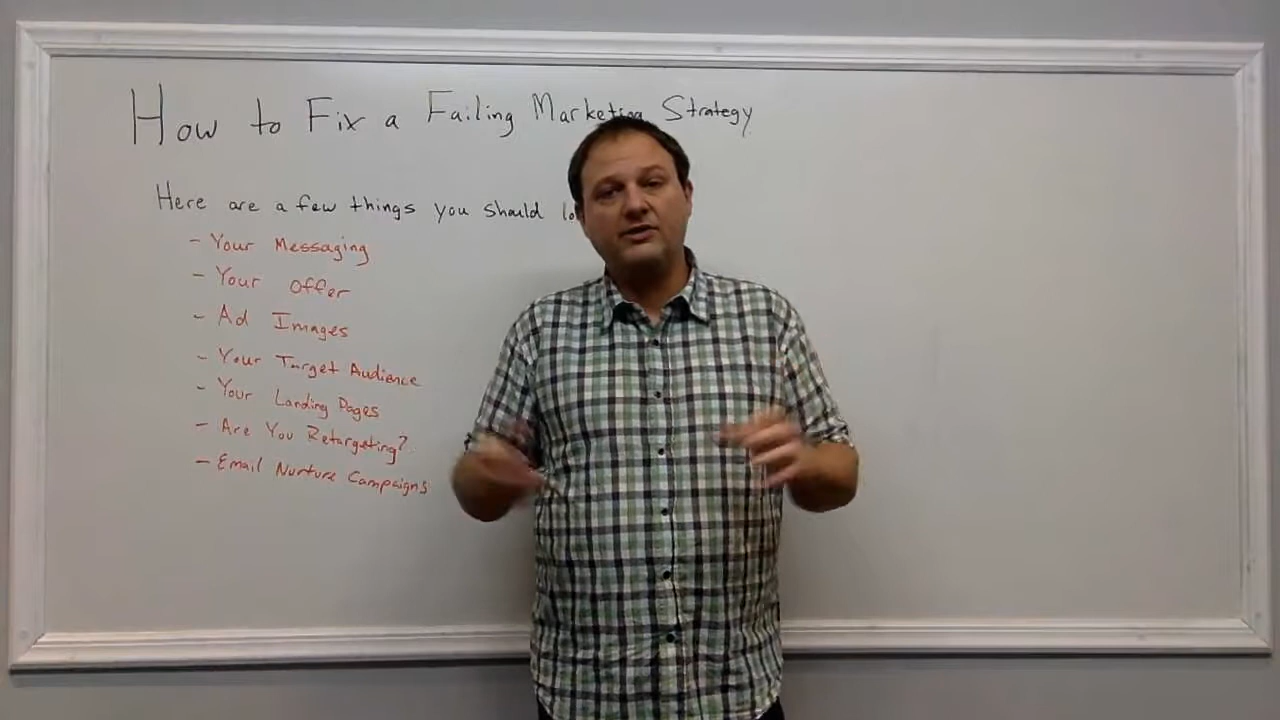 How to Fix a Failing Marketing Strategy
Here are a few things you should
- Your Messaging
- Your Offer
- Ad Images
- Your Target Audience
- Your Landing Pages
- Are You Retargeting?
- Email Nurture Campaigns